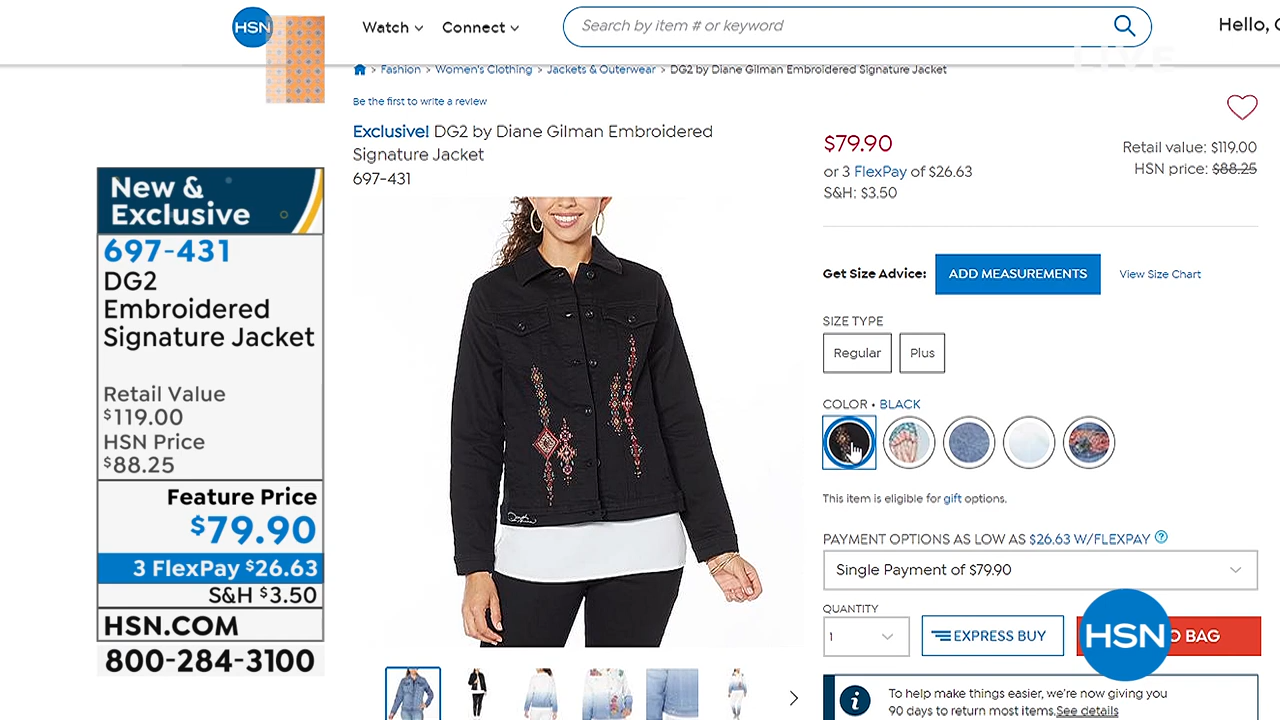 HSN
Watch
Connect
Search by item # or keyword
Hello,
LIVE
> Fashion > Women's Clothing > Jackets & Outerwear > DG2 by Diane Gilman Embroidered Signature Jacket
Be the first to write a review
Exclusive! DG2 by Diane Gilman Embroidered
Signature Jacket
697-431
$79.90
or 3 FlexPay of $26.63
S&H: $3.50
Retail value: $119.00
HSN price: $88.25
Get Size Advice:
ADD MEASUREMENTS
View Size Chart
SIZE TYPE
Regular
Plus
COLOR • BLACK
This item is eligible for gift options.
PAYMENT OPTIONS AS LOW AS $26.63 W/FLEXPAY ?
Single Payment of $79.90
QUANTITY
1
EXPRESS BUY
BAG
HSN
i
To help make things easier, we're now giving you
90 days to return most items.See details
New &
Exclusive
697-431
DG2
Embroidered
Signature Jacket
Retail Value
$119.00
HSN Price
$88.25
Feature Price
$79.90
3 FlexPay $26.63
S&H $3.50
HSN.COM
800-284-3100